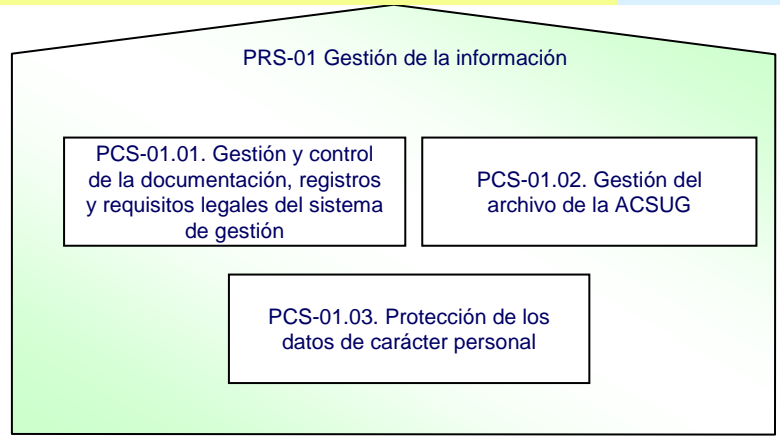 PRS-01 Gestión de la información
PCS-01.01. Gestión y control
de la documentación, registros
y requisitos legales del sistema
de gestión
PCS-01.02. Gestión del
archivo de la ACSUG
PCS-01.03. Protección de los
datos de carácter personal